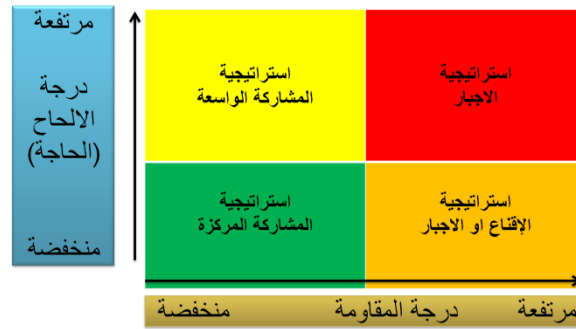 مرتفعة
درجة
الالحاح
(الحاجة)
منخفضة
استراتيجية
الاجبار
استراتيجية
المشاركة الواسعة
استراتيجية
الإقناع او الاجبار
استراتيجية
المشاركة المركزة
مرتفعة درجة المقاومة منخفضة